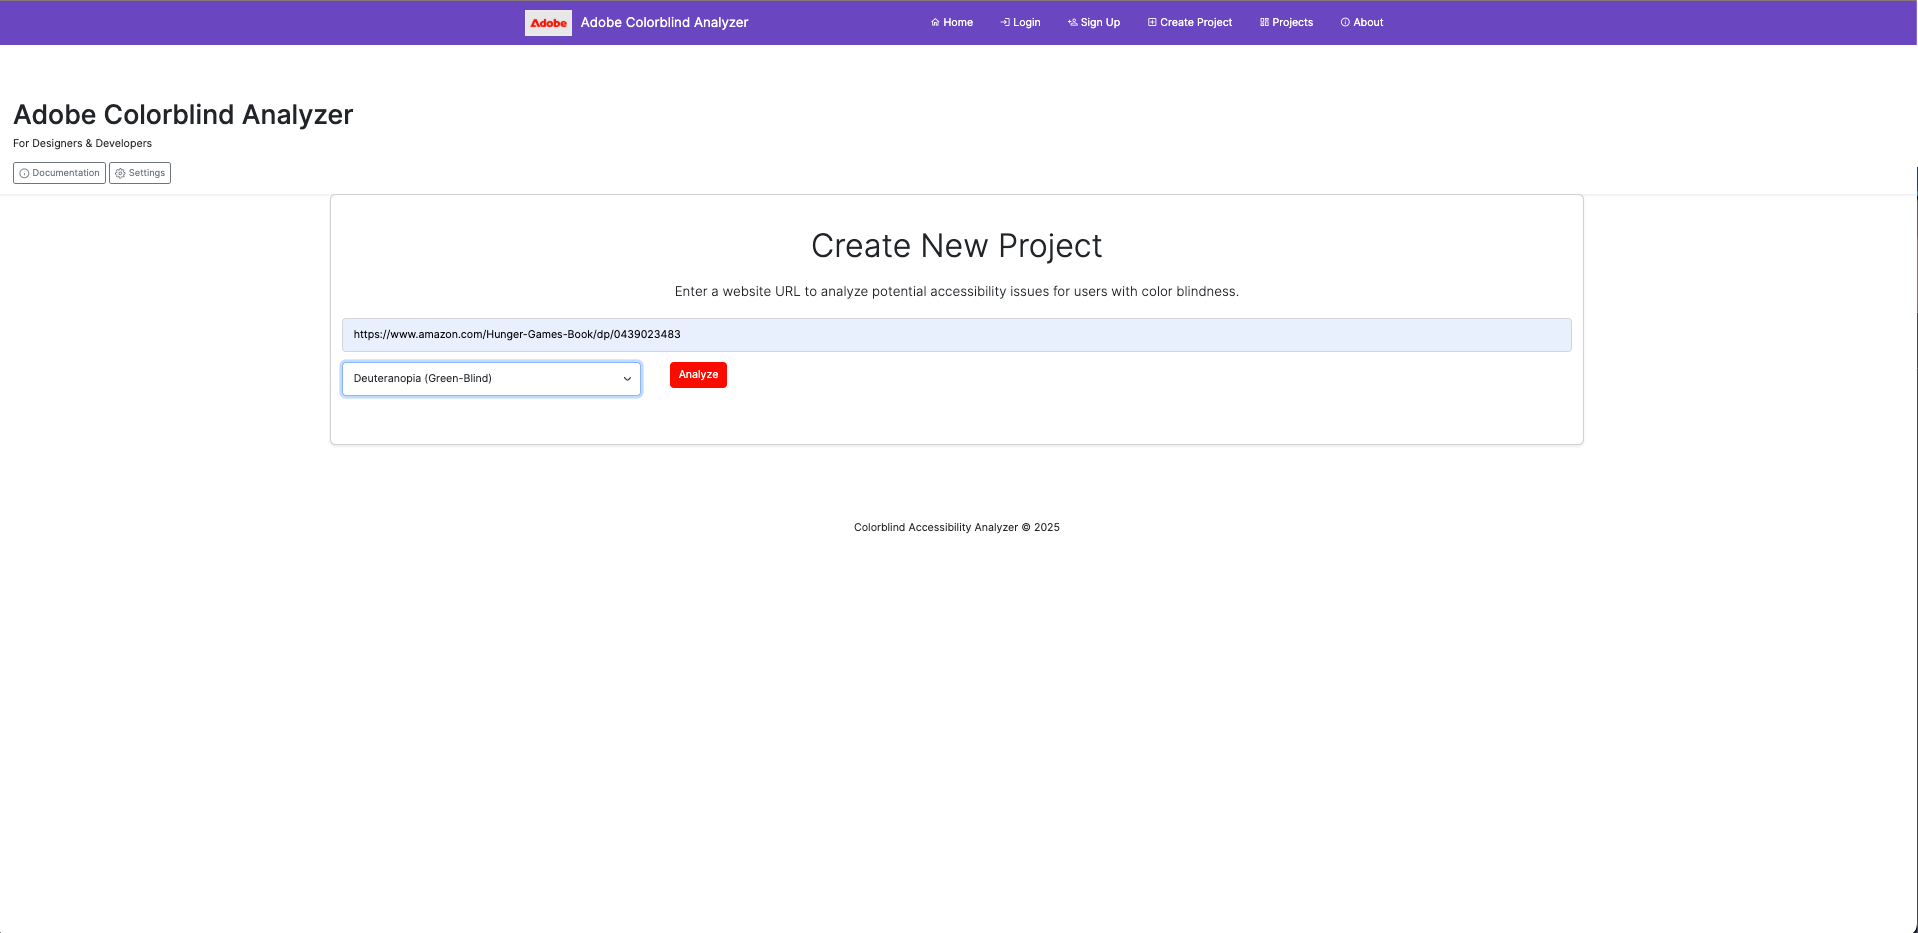 Adobe Adobe Colorblind Analyzer Home Login Sign Up Create Project Projects About
Adobe Colorblind Analyzer
For Designers & Developers
Documentation Settings
Create New Project
Enter a website URL to analyze potential accessibility issues for users with color blindness.
https://www.amazon.com/Hunger-Games-Book/dp/0439023483
Deuteranopia (Green-Blind) Analyze
Colorblind Accessibility Analyzer © 2025